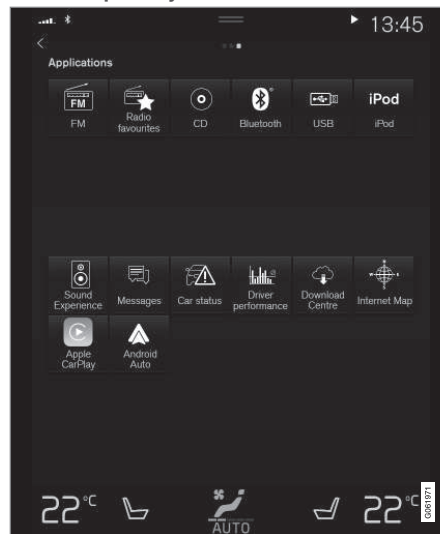 13:45
Applications
FM
iPod
FM
Radio
favourites
CD
Bluetooth
USB
iPod
Sound
Experience
Messages
Car status
Driver
performance
Download
Centre
Internet Map
Apple
CarPlay
Android
Auto
22°C
AUTO
22°C
G061971